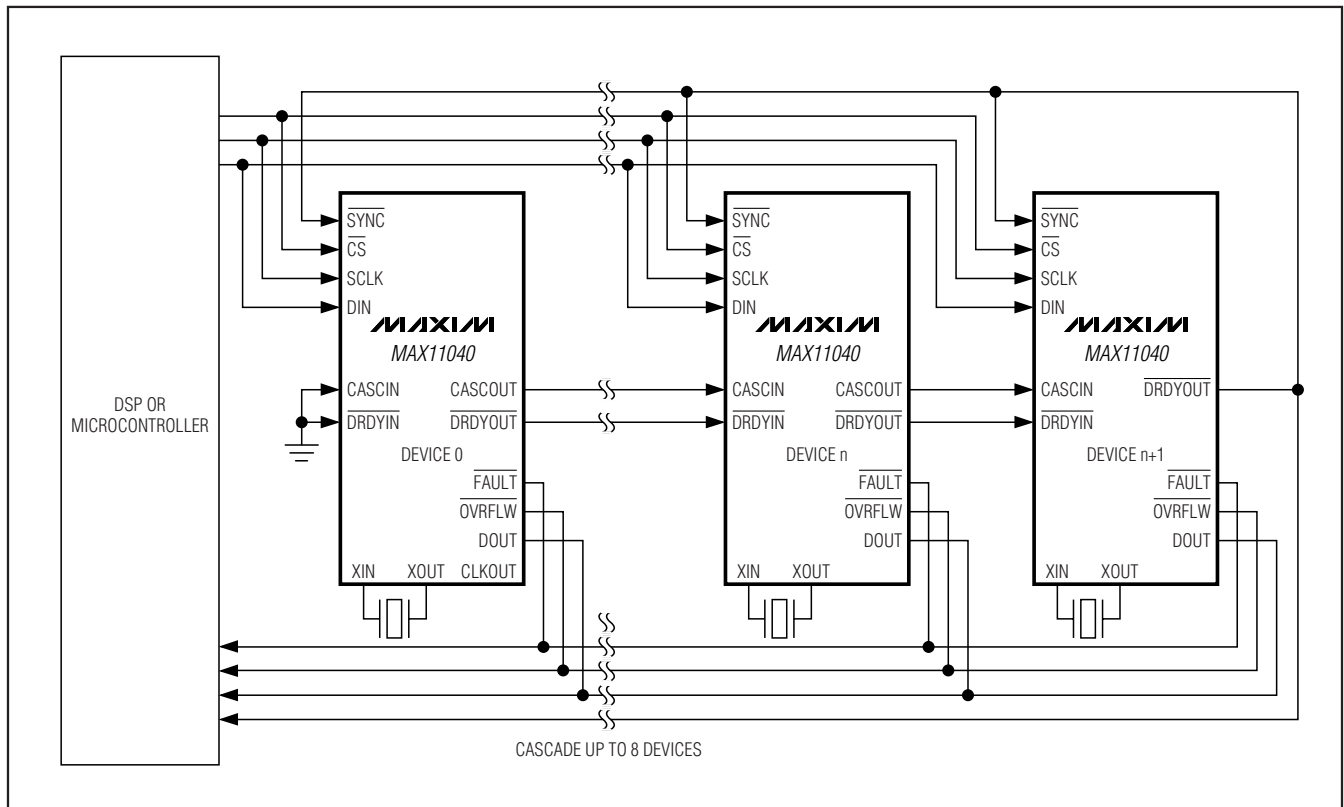 DSP OR
MICROCONTROLLER
SYNC
CS
SCLK
DIN
MAXIM
MAX11040
CASCIN
CASCOUT
DRDYIN
DRDYOUT
DEVICE 0
FAULT
OVRFLW
DOUT
XIN
XOUT
CLKOUT
SYNC
CS
SCLK
DIN
MAXIM
MAX11040
CASCIN
CASCOUT
DRDYIN
DRDYOUT
DEVICE n
FAULT
OVRFLW
DOUT
XIN
XOUT
SYNC
CS
SCLK
DIN
MAXIM
MAX11040
CASCIN
DRDYOUT
DRDYIN
DEVICE n+1
FAULT
OVRFLW
DOUT
XIN
XOUT
CASCADE UP TO 8 DEVICES